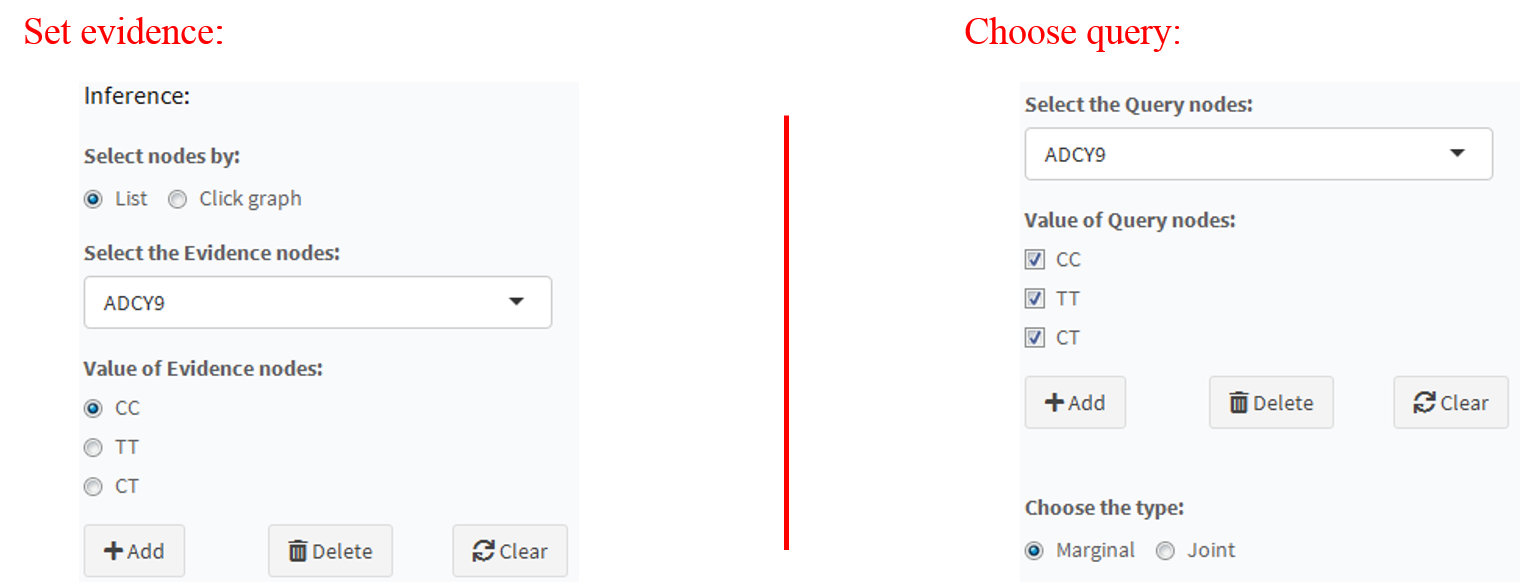 Set evidence:
Inference:
Select nodes by:
List Click graph
Select the Evidence nodes:
ADCY9
Value of Evidence nodes:
CC
TT
CT
Add Delete Clear
Choose query:
Select the Query nodes:
ADCY9
Value of Query nodes:
CC
TT
CT
Add Delete Clear
Choose the type:
Marginal Joint